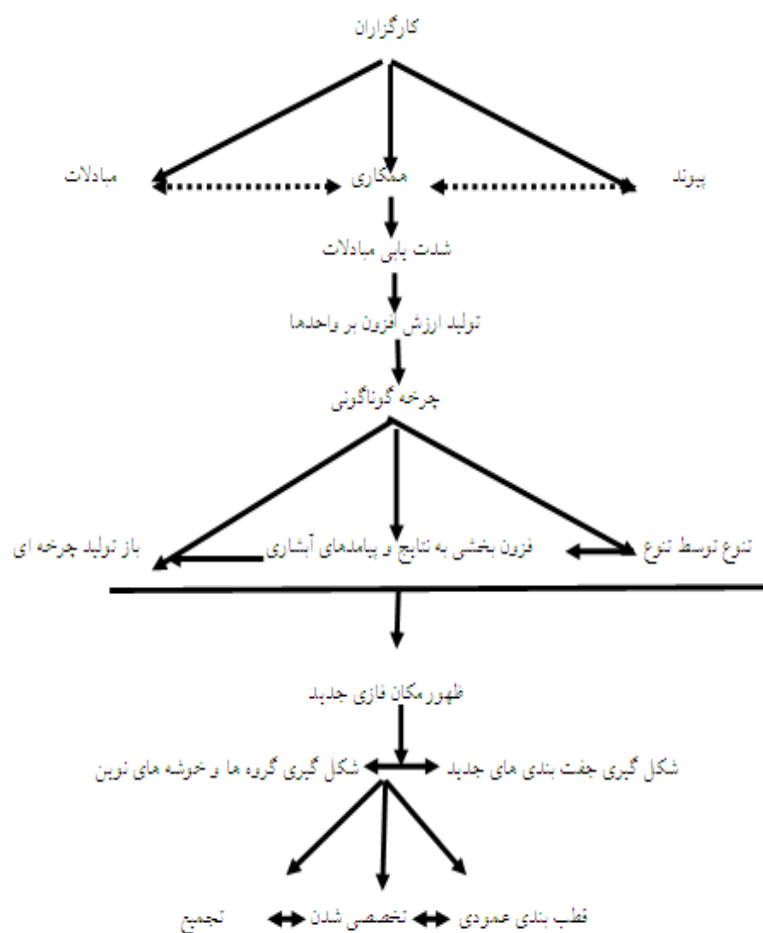 کارگزاران
پیوند همکاری مبادلات
شدت یابی مبادلات
تولید ارزش افزون بر واحدها
چرخه گوناگونی
تنوع توسط تنوع فزون بخشی به نتایج و پیامدهای آبشاری باز تولید چرخه ای
ظهور مکان فازی جدید
شکل گیری جفت بندی های جدید شکل گیری گروه ها و خوشه های نوین
قطب بندی عمودی تخصصی شدن تجمیع